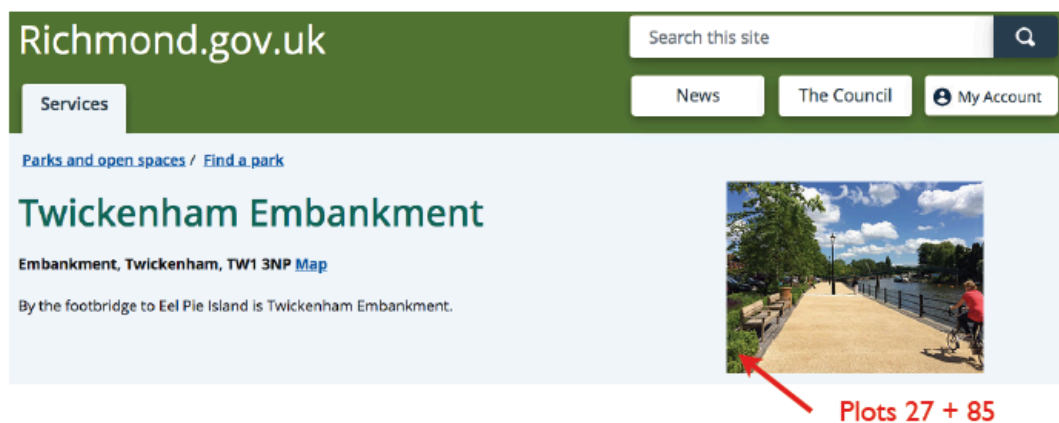 Richmond.gov.uk
Search this site
Services
News
The Council
My Account
Parks and open spaces / Find a park
Twickenham Embankment
Embankment, Twickenham, TW1 3NP Map
By the footbridge to Eel Pie Island is Twickenham Embankment.
Plots 27 + 85